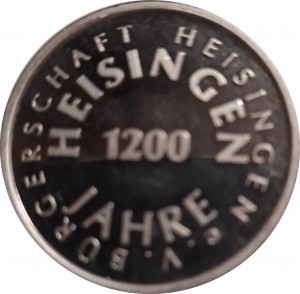 BÜRGERSCHAFT HEISINGEN e.V.
HEISINGEN
1200
JAHRE